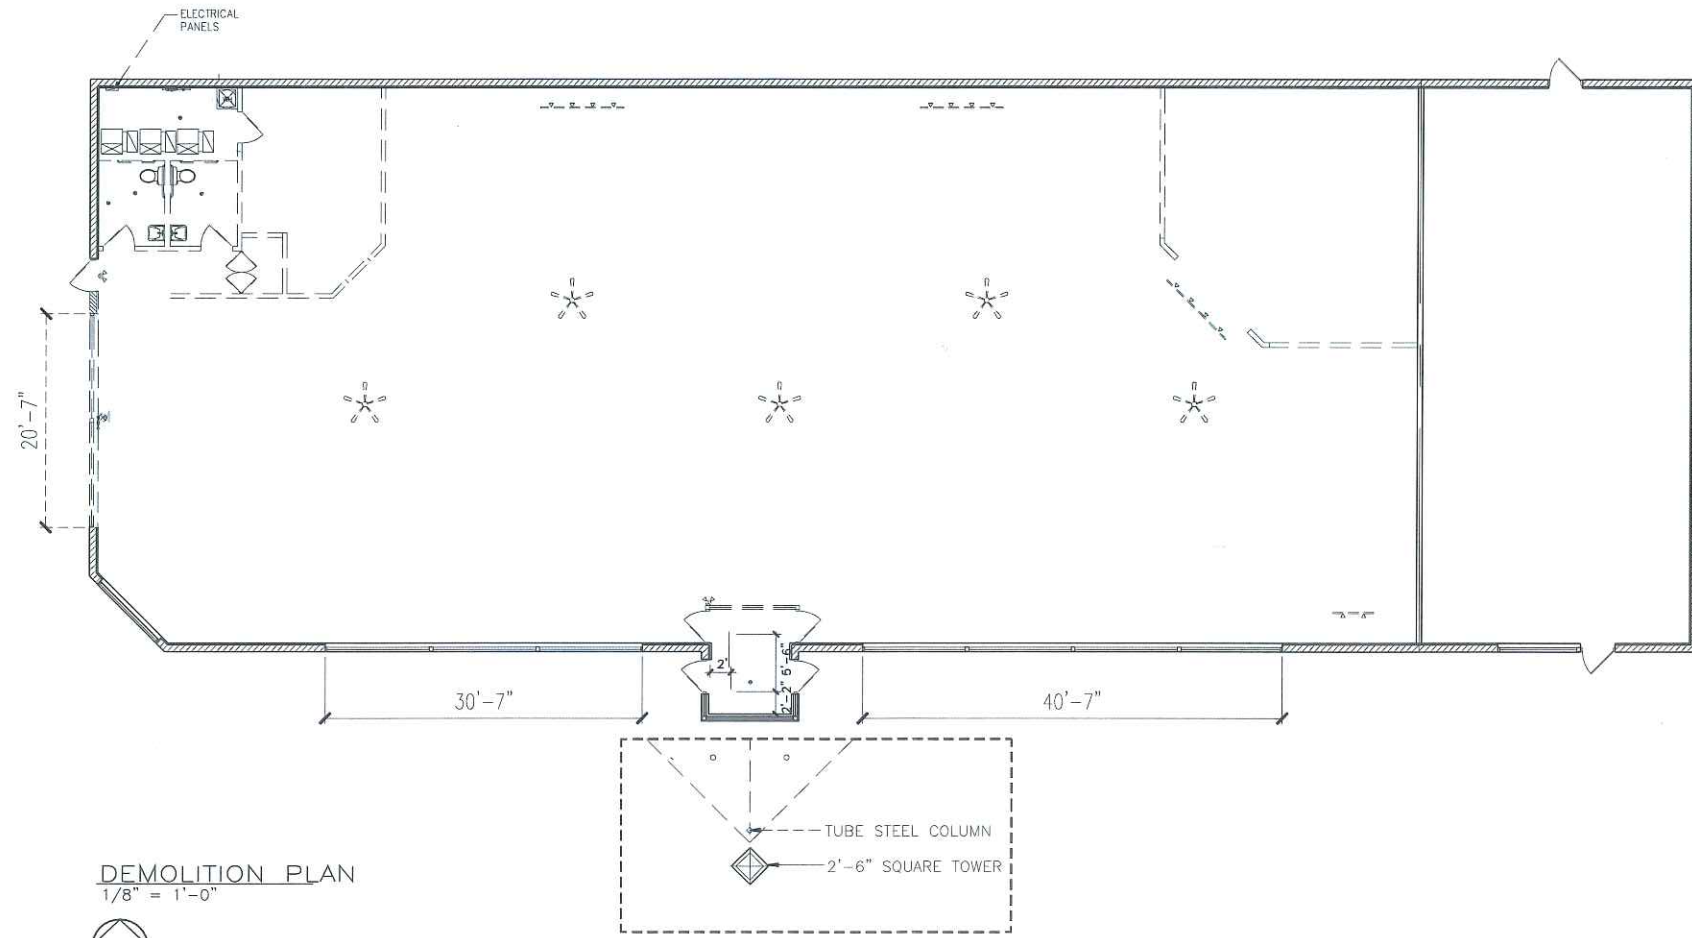 ELECTRICAL
PANELS
20'-7"
2'
5'-6"
2'-2"
30'-7"
40'-7"
TUBE STEEL COLUMN
2'-6" SQUARE TOWER
DEMOLITION PLAN
1/8" = 1'-0"